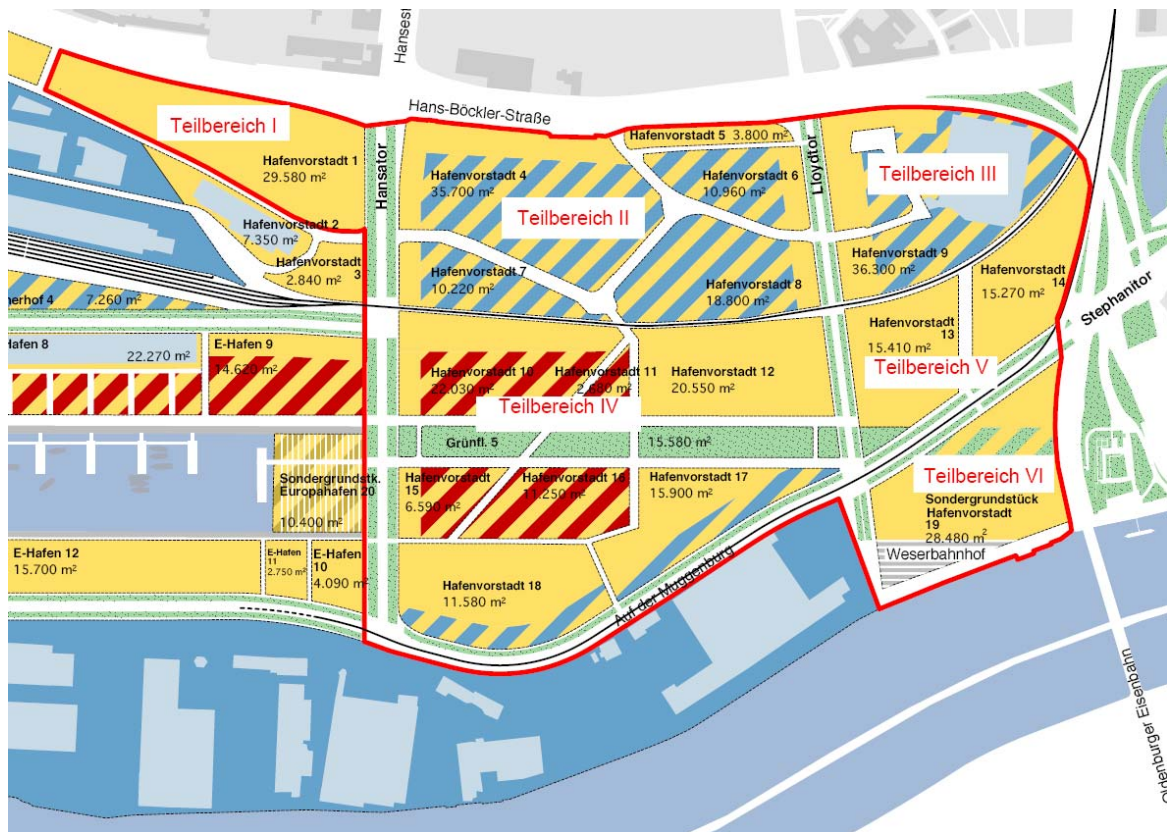 Hansest
Hans-Böckler-Straße
Teilbereich I
Hafenvorstadt 1
29.580 m²
Hansator
Hafenvorstadt 5 3.800 m²
Hafenvorstadt 4
35.700 m²
Teilbereich II
Hafenvorstadt 6
10.960 m²
Lloydtor
Teilbereich III
Hafenvorstadt 2
7.350 m²
Hafenvorstadt
3
2.840 m²
Hafenvorstadt 7
10.220 m²
Hafenvorstadt 8
18.800 m²
Hafenvorstadt 9
36.300 m²
Hafenvorstadt
14
15.270 m²
Stephanitor
nerhof 4 7.260 m²
Hafen 8
22.270 m²
E-Hafen 9
14.620 m²
Hafenvorstadt 10
22.030 m²
Hafenvorstadt 11
2.680 m²
Hafenvorstadt 12
20.550 m²
Hafenvorstadt
13
15.410 m²
Teilbereich V
Teilbereich IV
Grünfl. 5
15.580 m²
Sondergrundstk.
Europahafen 20
10.400 m²
Hafenvorstadt
15
6.590 m²
Hafenvorstadt 16
11.250 m²
Hafenvorstadt 17
15.900 m²
Teilbereich VI
Sondergrundstück
Hafenvorstadt
19
28.480 m²
Weserbahnhof
E-Hafen 12
15.700 m²
E-Hafen
11
2.750 m²
E-Hafen
10
4.090 m²
Hafenvorstadt 18
11.580 m²
Auf der Muggenburg
Oldenburger Eisenbahn